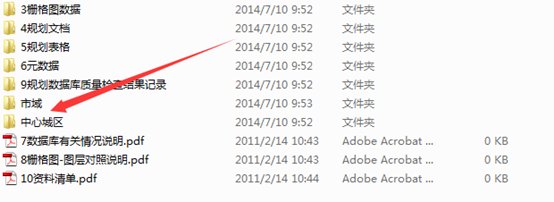 3栅格图数据 2014/7/10 9:52 文件夹
4规划文档 2014/7/10 9:52 文件夹
5规划表格 2014/7/10 9:52 文件夹
6元数据 2014/7/10 9:52 文件夹
9规划数据库质量检查结果记录 2014/7/10 9:52 文件夹
市域 2014/7/10 9:53 文件夹
中心城区 2014/7/10 9:52 文件夹
7数据库有关情况说明.pdf 2011/2/14 10:43 Adobe Acrobat ... 0 KB
8栅格图-图层对照说明.pdf 2011/2/14 10:43 Adobe Acrobat ... 0 KB
10资料清单.pdf 2011/2/14 10:44 Adobe Acrobat ... 0 KB